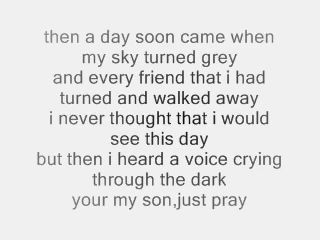 then a day soon came when
my sky turned grey
and every friend that i had
turned and walked away
i never thought that i would
see this day
but then i heard a voice crying
through the dark
your my son,just pray